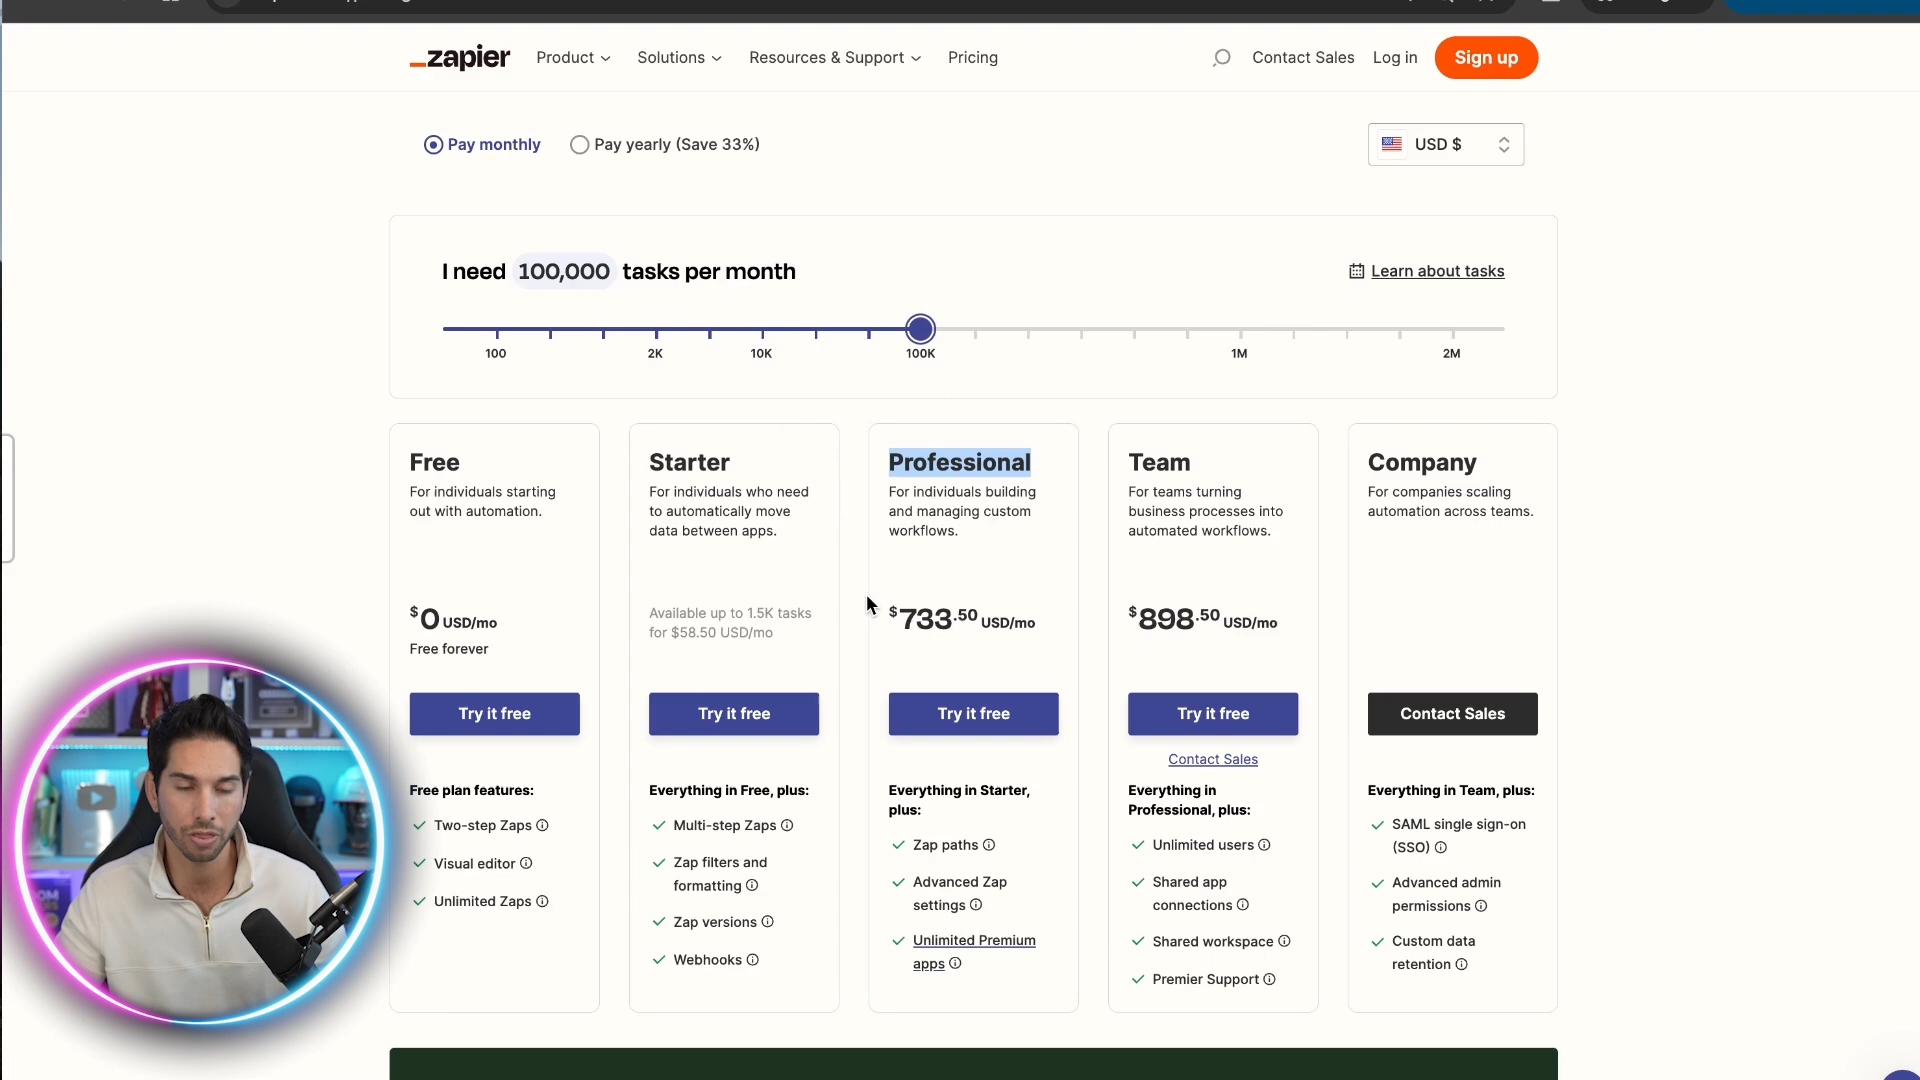 zapier
Product
Solutions
Resources & Support
Pricing
Contact Sales
Log in
Sign up
Pay monthly
Pay yearly (Save 33%)
USD $
I need 100,000 tasks per month
Learn about tasks
100
2K
10K
100K
1M
2M
Free
For individuals starting
out with automation.
$0 USD/mo
Free forever
Try it free
Free plan features:
Two-step Zaps
Visual editor
Unlimited Zaps
Starter
For individuals who need
to automatically move
data between apps.
Available up to 1.5K tasks
for $58.50 USD/mo
Try it free
Everything in Free, plus:
Multi-step Zaps
Zap filters and
formatting
Zap versions
Webhooks
Professional
For individuals building
and managing custom
workflows.
$733.50 USD/mo
Try it free
Everything in Starter,
plus:
Zap paths
Advanced Zap
settings
Unlimited Premium
apps
Team
For teams turning
business processes into
automated workflows.
$898.50 USD/mo
Try it free
Contact Sales
Everything in
Professional, plus:
Unlimited users
Shared app
connections
Shared workspace
Premier Support
Company
For companies scaling
automation across teams.
Contact Sales
Everything in Team, plus:
SAML single sign-on
(SSO)
Advanced admin
permissions
Custom data
retention